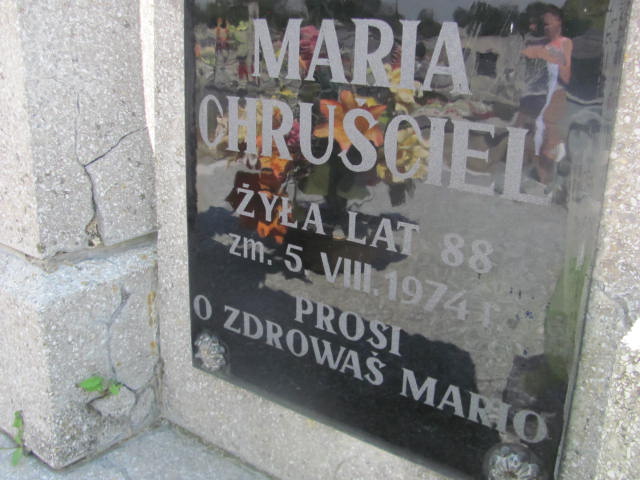 MARIA
CHRUŚCIEL
ŻYŁA LAT 88
zm. 5. VIII. 1974 r.
PROSI
O ZDROWAŚ MARIO